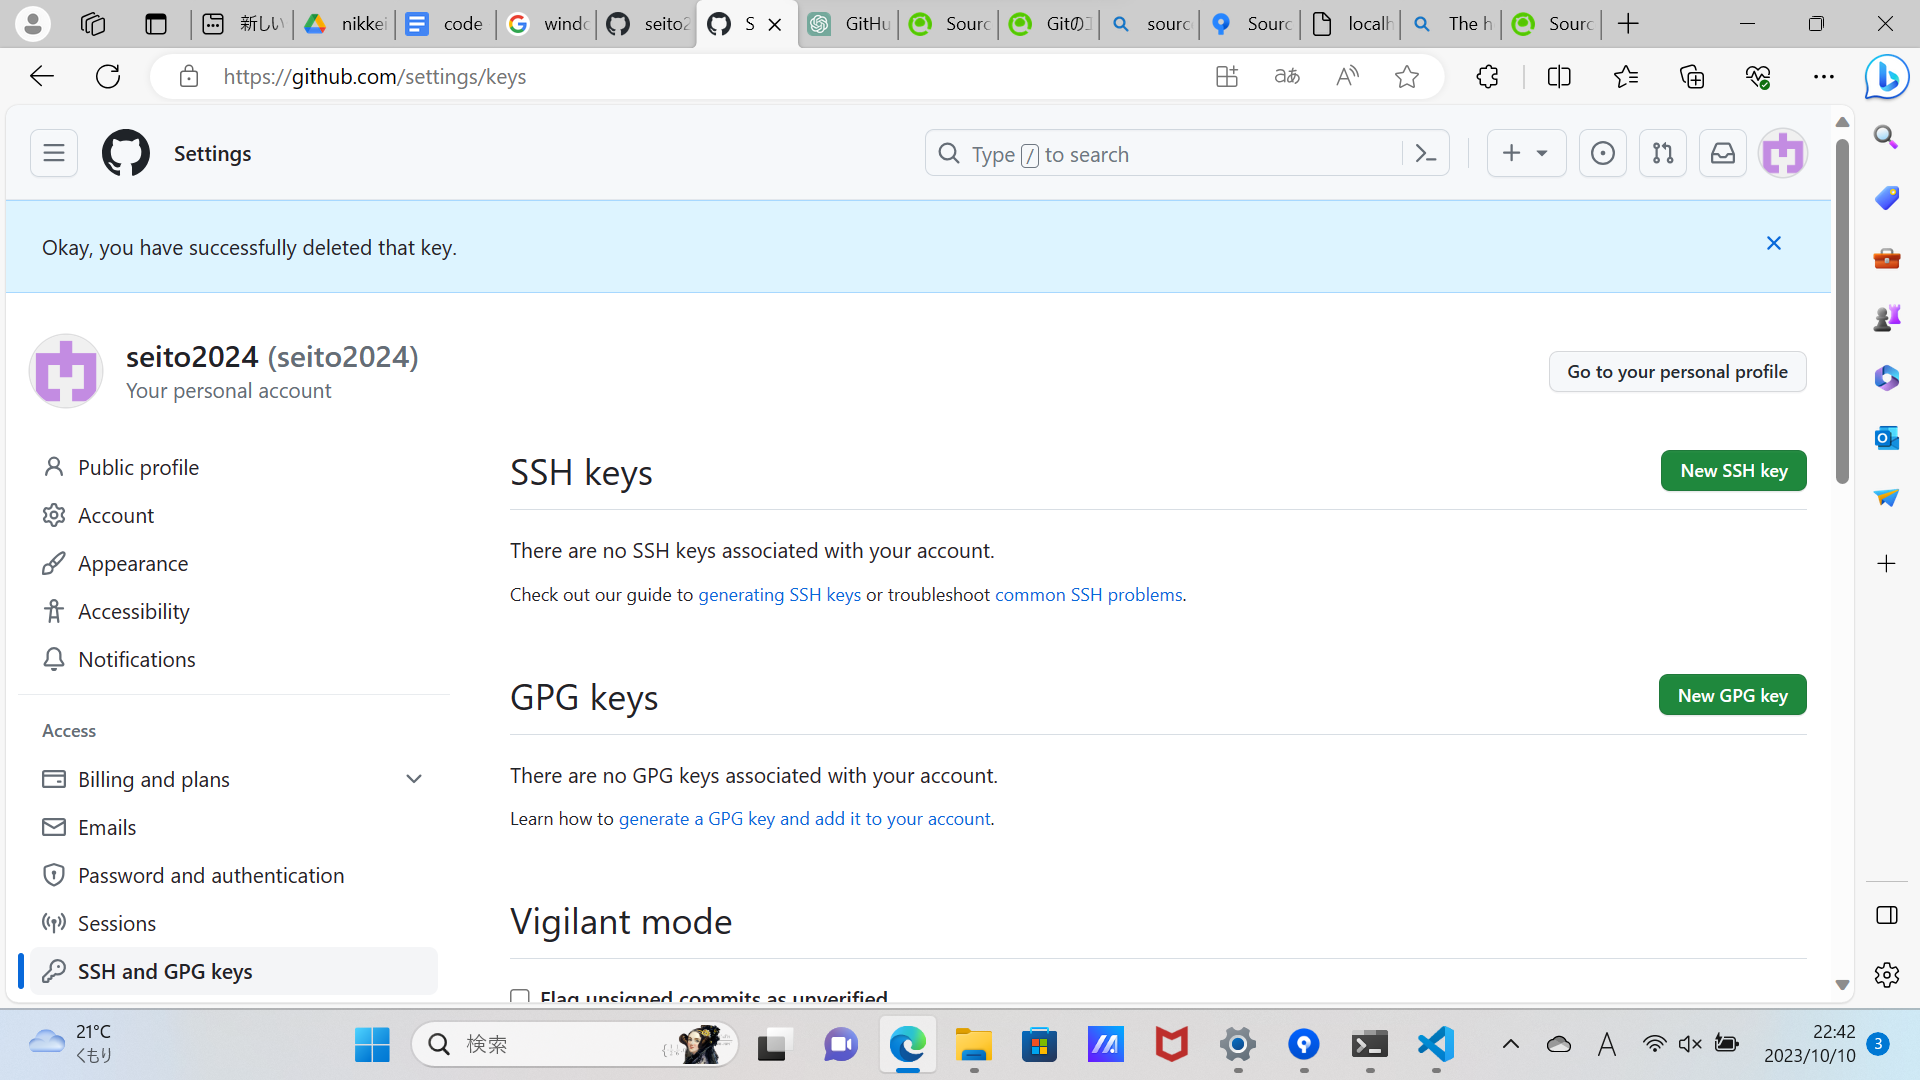 新しい
nikkei
code
wind
seito2
S
GitHu
Sourc
Gitの
sourc
Sourc
localh
The h
Sourc
https://github.com/settings/keys
Settings
Type / to search
Okay, you have successfully deleted that key.
seito2024 (seito2024)
Your personal account
Go to your personal profile
Public profile
Account
Appearance
Accessibility
Notifications
Access
Billing and plans
Emails
Password and authentication
Sessions
SSH and GPG keys
SSH keys
New SSH key
There are no SSH keys associated with your account.
Check out our guide to generating SSH keys or troubleshoot common SSH problems.
GPG keys
New GPG key
There are no GPG keys associated with your account.
Learn how to generate a GPG key and add it to your account.
Vigilant mode
Flag unsigned commits as unverified
21°C
くもり
検索
A
22:42
2023/10/10
3